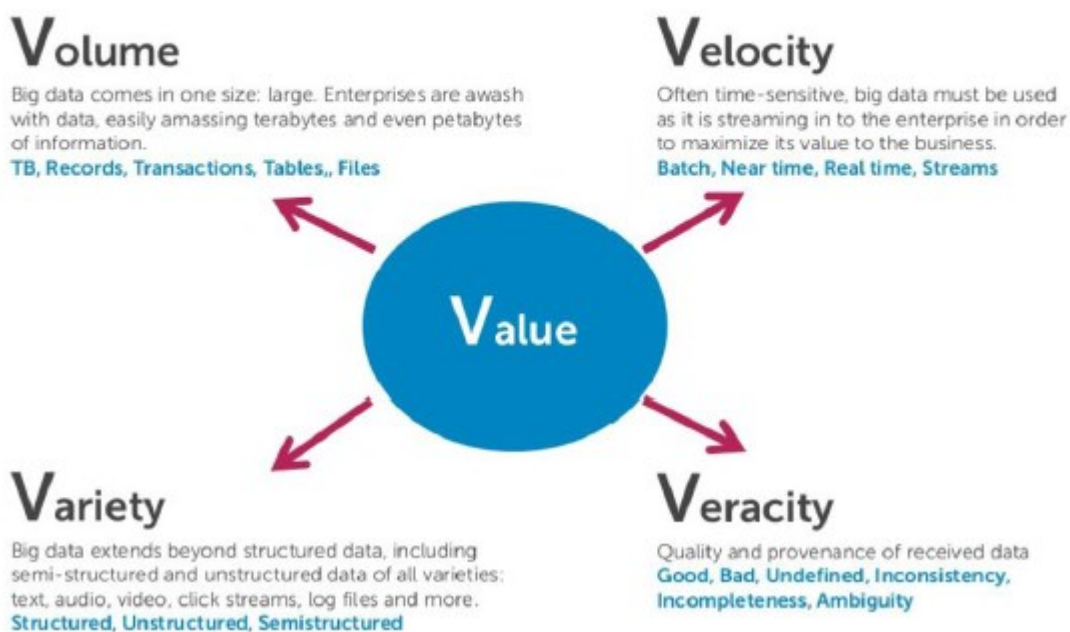 Volume
Big data comes in one size: large. Enterprises are awash
with data, easily amassing terabytes and even petabytes
of information.
TB, Records, Transactions, Tables,, Files
Velocity
Often time-sensitive, big data must be used
as it is streaming in to the enterprise in order
to maximize its value to the business.
Batch, Near time, Real time, Streams
Value
Variety
Big data extends beyond structured data, including
semi-structured and unstructured data of all varieties:
text, audio, video, click streams, log files and more.
Structured, Unstructured, Semistructured
Veracity
Quality and provenance of received data
Good, Bad, Undefined, Inconsistency,
Incompleteness, Ambiguity